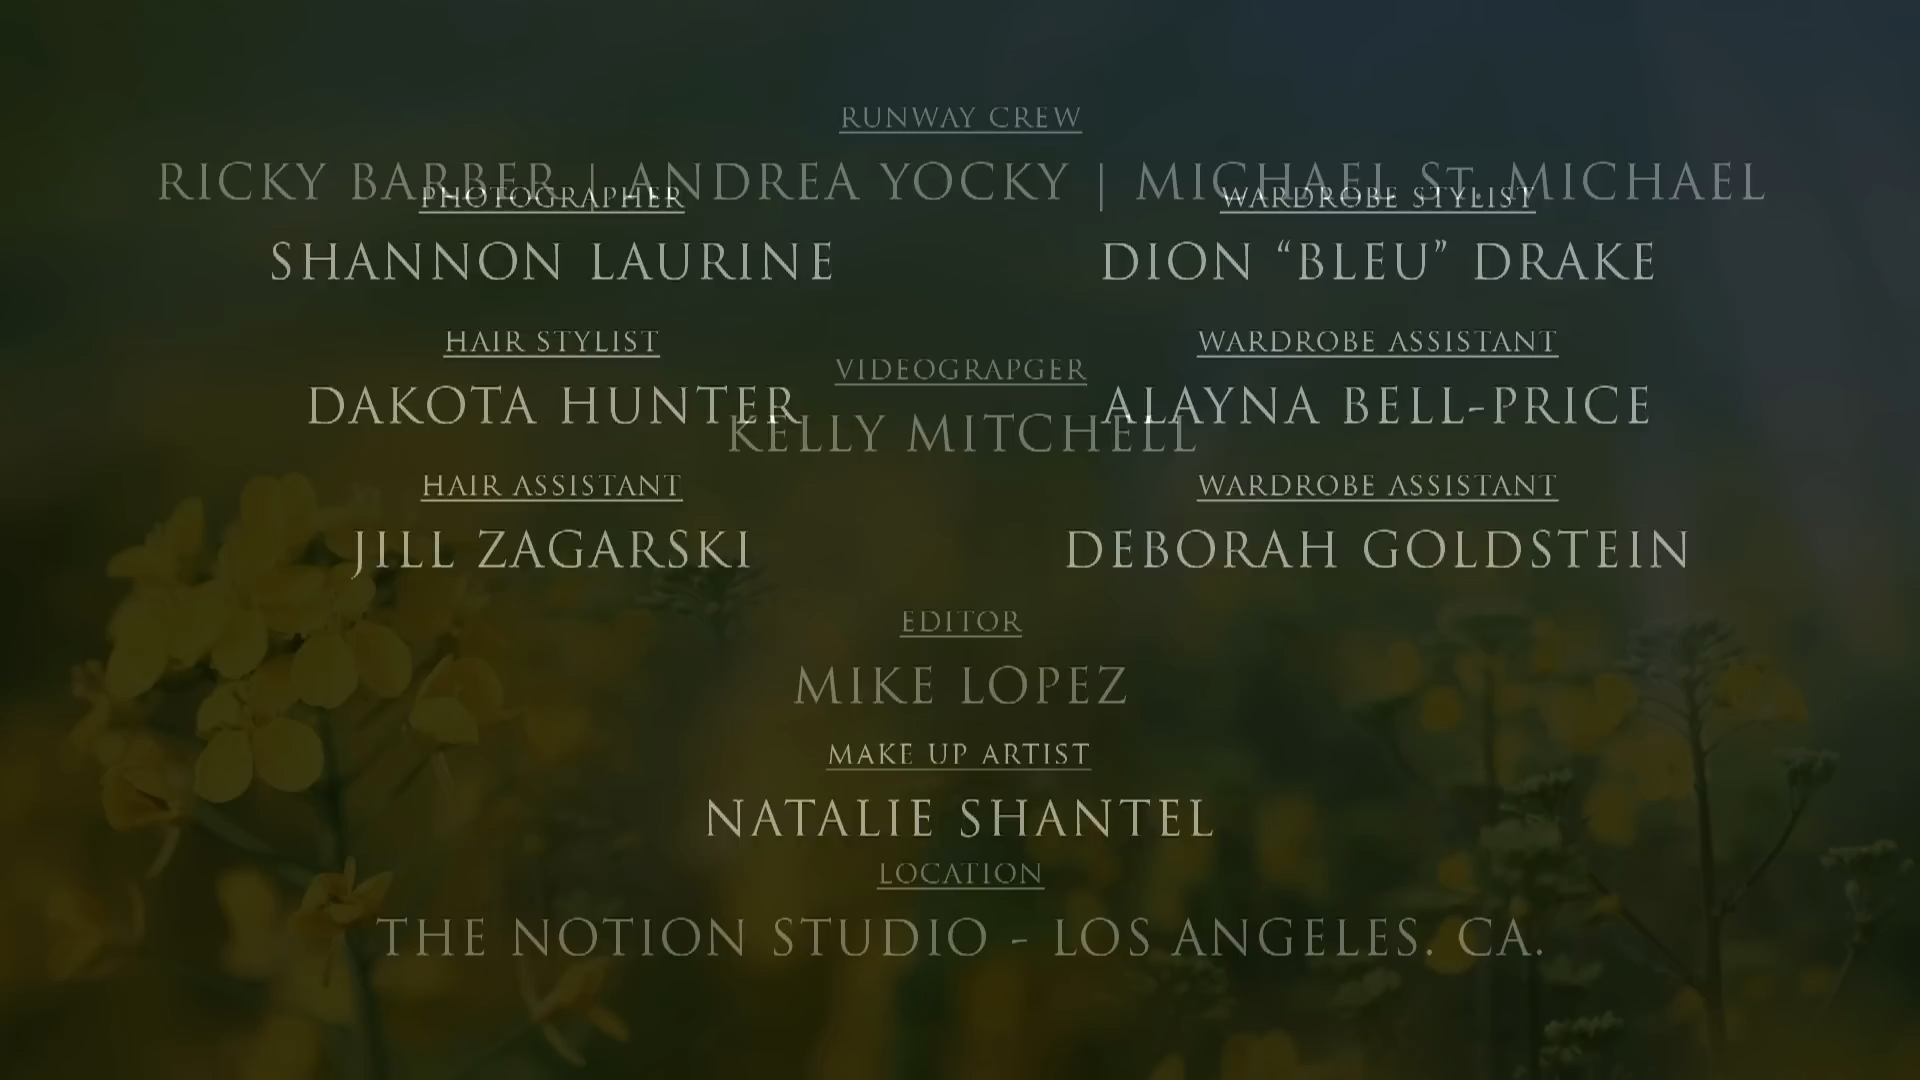 RUNWAY CREW
RICKY BARBER | ANDREA YOCKY | MICHAEL ST. MICHAEL
PHOTOGRAPHER
WARDROBE STYLIST
SHANNON LAURINE
DION “BLEU” DRAKE
HAIR STYLIST
WARDROBE ASSISTANT
VIDEOGRAPGER
DAKOTA HUNTER
ALAYNA BELL-PRICE
KELLY MITCHELL
HAIR ASSISTANT
WARDROBE ASSISTANT
JILL ZAGARSKI
DEBORAH GOLDSTEIN
EDITOR
MIKE LOPEZ
MAKE UP ARTIST
NATALIE SHANTEL
LOCATION
THE NOTION STUDIO - LOS ANGELES. CA.